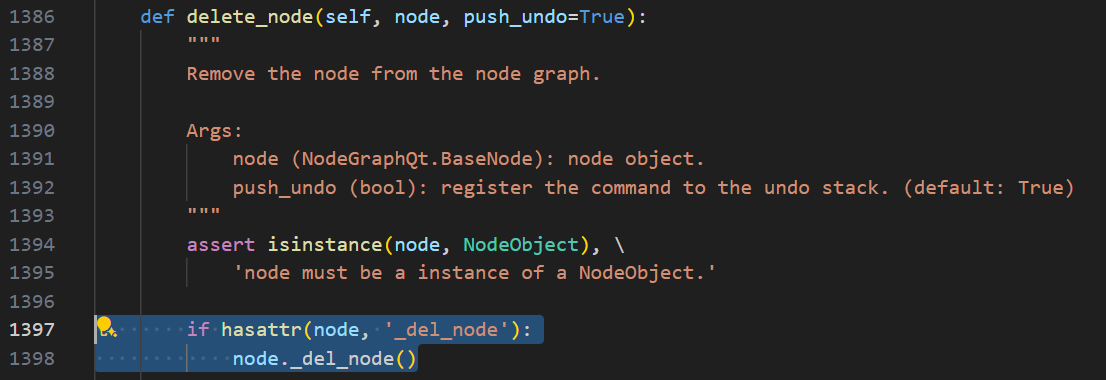 1386 def delete_node(self, node, push_undo=True):
1387 """
1388 Remove the node from the node graph.
1389
1390 Args:
1391 node (NodeGraphQt.BaseNode): node object.
1392 push_undo (bool): register the command to the undo stack. (default: True)
1393 """
1394 assert isinstance(node, NodeObject), \
1395 'node must be a instance of a NodeObject.'
1396
1397 if hasattr(node, '_del_node'):
1398 node._del_node()